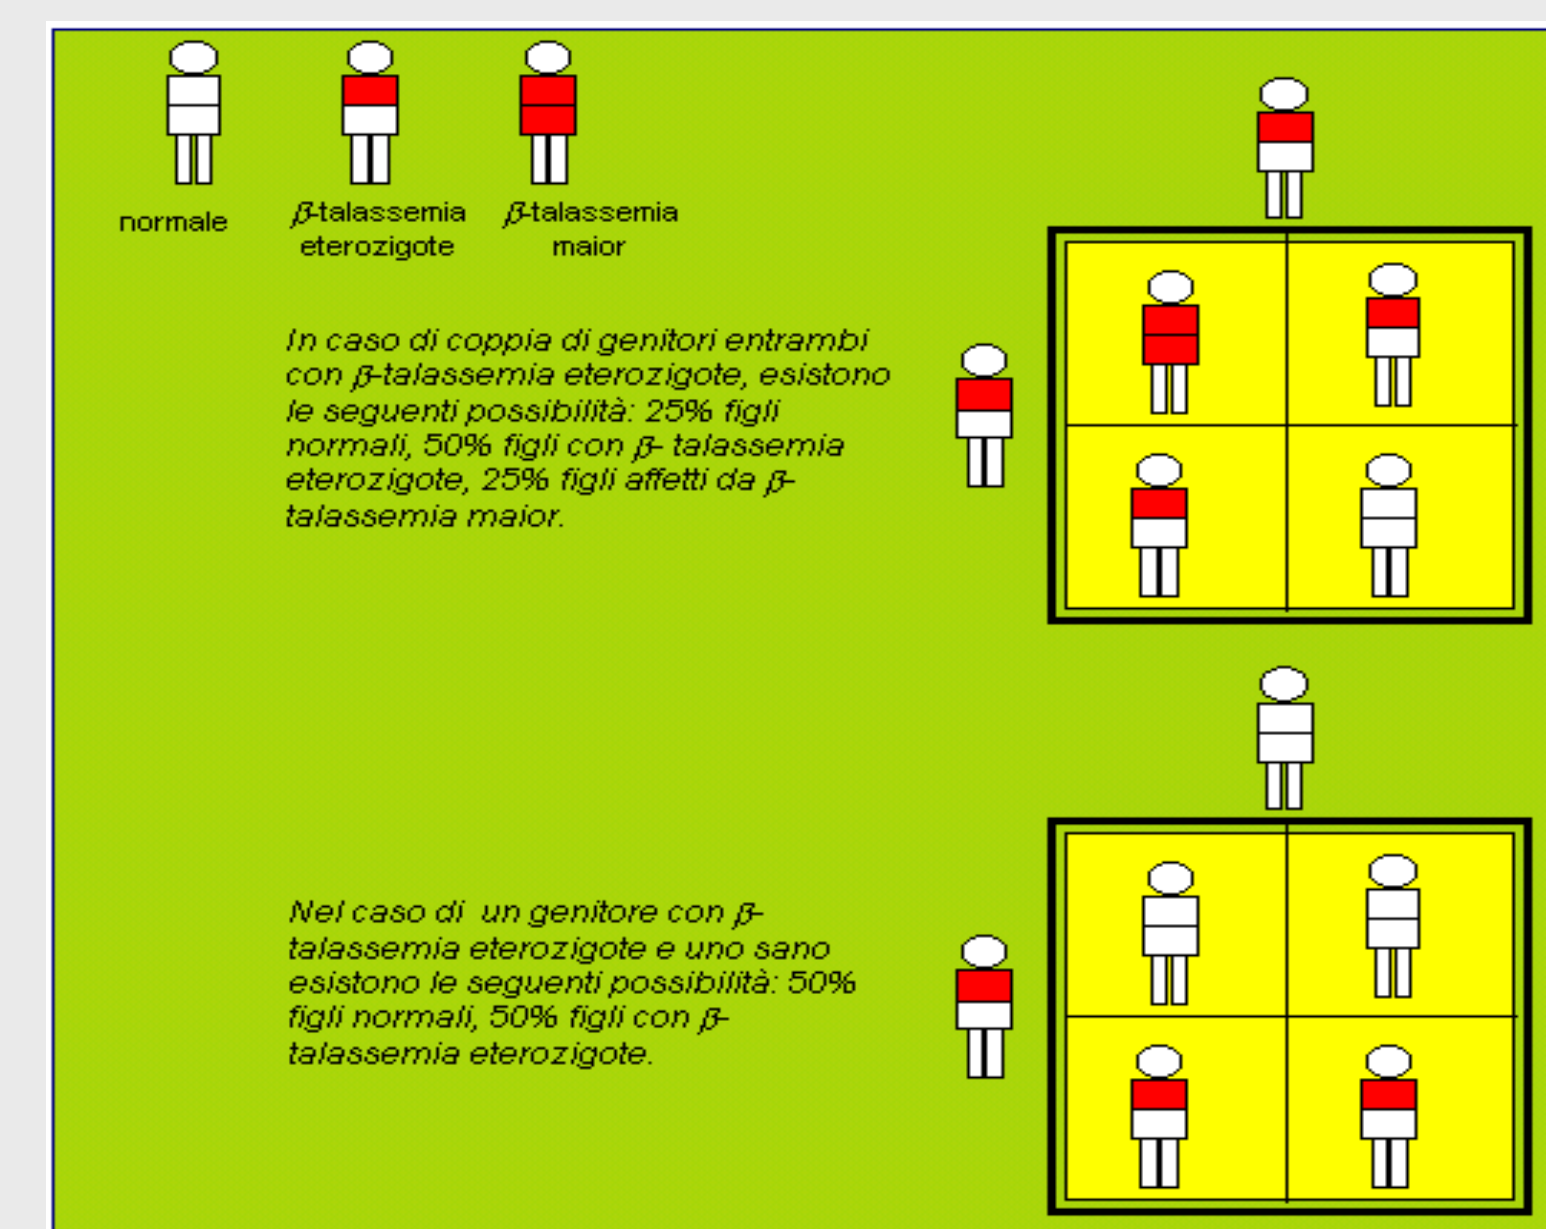 normale
β-talassemia
eterozigote
β-talassemia
maior
In caso di coppia di genitori entrambi
con β-talassemia eterozigote, esistono
le seguenti possibilità: 25% figli
normali, 50% figli con β- talassemia
eterozigote, 25% figli affetti da β-
talassemia maior.
Nel caso di un genitore con β-
talassemia eterozigote e uno sano
esistono le seguenti possibilità: 50%
figli normali, 50% figli con β-
talassemia eterozigote.